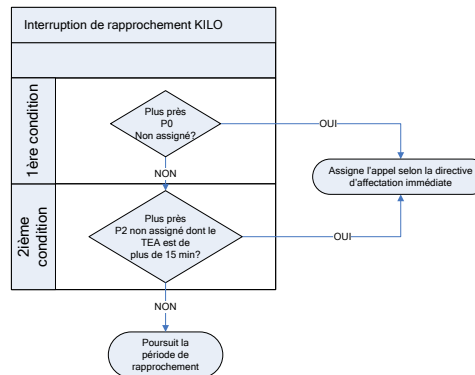 Interruption de rapprochement KILO
1ère condition
Plus près
P0
Non assigné?
OUI
NON
Assigne l'appel selon la directive
d'affectation immédiate
2ième
condition
Plus près
P2 non assigné dont le
TEA est de
plus de 15 min?
OUI
NON
Poursuit la
période de
rapprochement